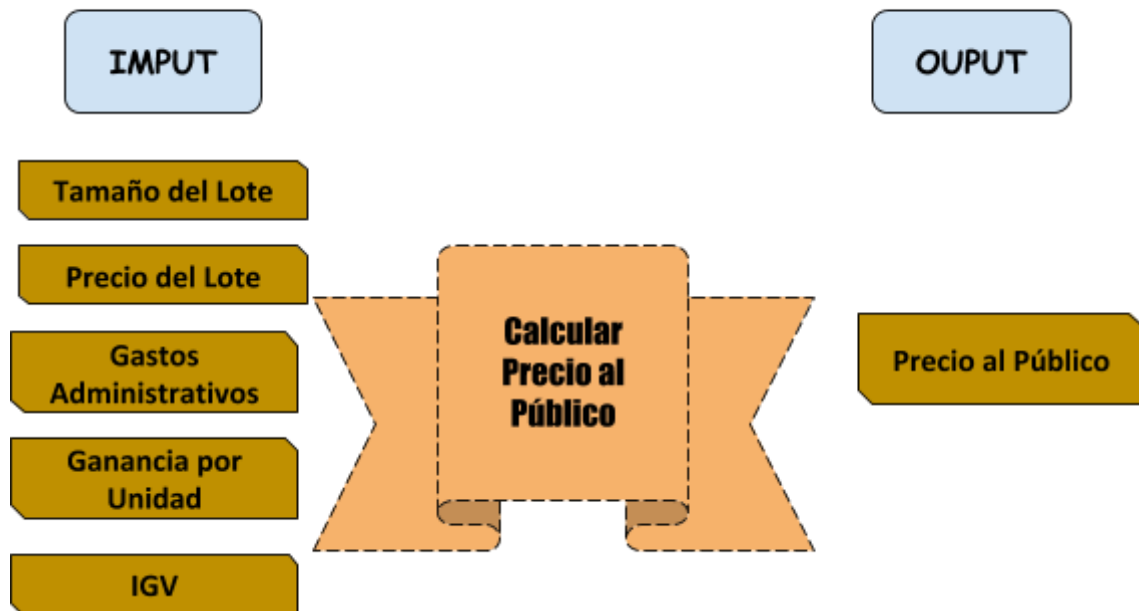 IMPUT
OUPUT
Tamaño del Lote
Precio del Lote
Gastos
Administrativos
Ganancia por
Unidad
IGV
Calcular
Precio al
Público
Precio al Público